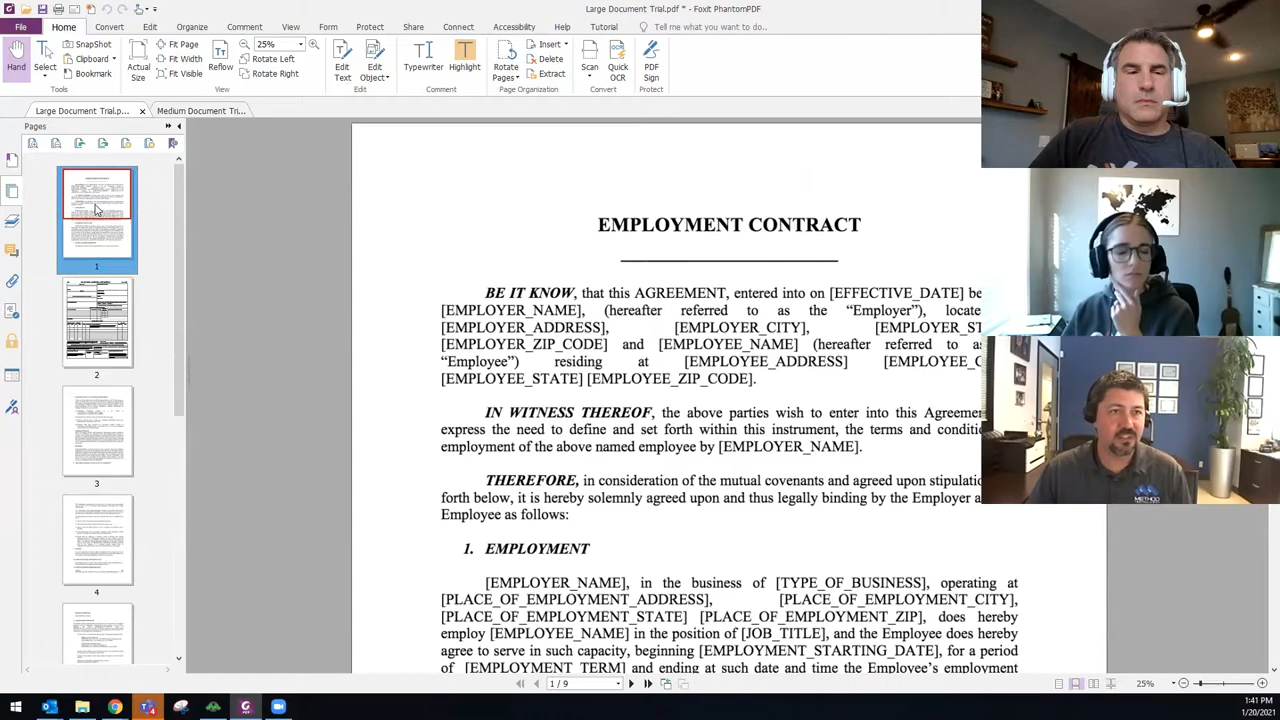 Large Document Trial.pdf * - Foxit PhantomPDF
File Home Convert Edit Organize Comment View Form Protect Share Connect Accessibility Help Tutorial Tell me what you want to do...
Hand
Select
SnapShot
Clipboard
Bookmark
Actual Size
Fit Page
Fit Width
Fit Visible
Reflow
25%
Rotate Left
Rotate Right
Edit Text
Edit Object
Typewriter
Highlight
Rotate Pages
Insert
Delete
Extract
Scan
Quick OCR
PDF Sign
Tools
View
Edit
Comment
Page Organization
Convert
Protect
Large Document Trial.p...
Medium Document Tri...
Pages
1
2
3
4
EMPLOYMENT CONTRACT
BE IT KNOW, that this AGREEMENT, entered into on [EFFECTIVE_DATE] be
[EMPLOYER_NAME], (hereafter referred to as the “Employer”), locate
[EMPLOYER_ADDRESS], [EMPLOYER_CITY], [EMPLOYER_ST
[EMPLOYER_ZIP_CODE] and [EMPLOYEE_NAME] (hereafter referred to as
“Employee”) residing at [EMPLOYEE_ADDRESS] [EMPLOYEE_C
[EMPLOYEE_STATE] [EMPLOYEE_ZIP_CODE].
IN WITNESS THEREOF, the above parties wish to enter into this Agreeme
express the need to define and set forth within this instrument, the terms and conditio
employment of the above named employee by [EMPLOYER_NAME].
THEREFORE, in consideration of the mutual covenants and agreed upon stipulatio
forth below, it is hereby solemnly agreed upon and thus legally binding by the Employer a
Employee as follows:
1. EMPLOYMENT
[EMPLOYER_NAME], in the business of [TYPE_OF_BUSINESS], operating at
[PLACE_OF_EMPLOYMENT_ADDRESS], [PLACE_OF_EMPLOYMENT_CITY],
[PLACE_OF_EMPLOYMENT_STATE] [PLACE_OF_EMPLOYMENT_ZIP], does hereby
employ [EMPLOYEE_NAME] in the position of [JOB_TITLE], and the Employee does hereby
agree to serve in such capacity, beginning [EMPLOYMENT_STARTING_DATE], for a period
of [EMPLOYMENT_TERM] and ending at such date and time the Employee’s employment
METHOD
1 / 9
25%
1:41 PM
1/20/2021